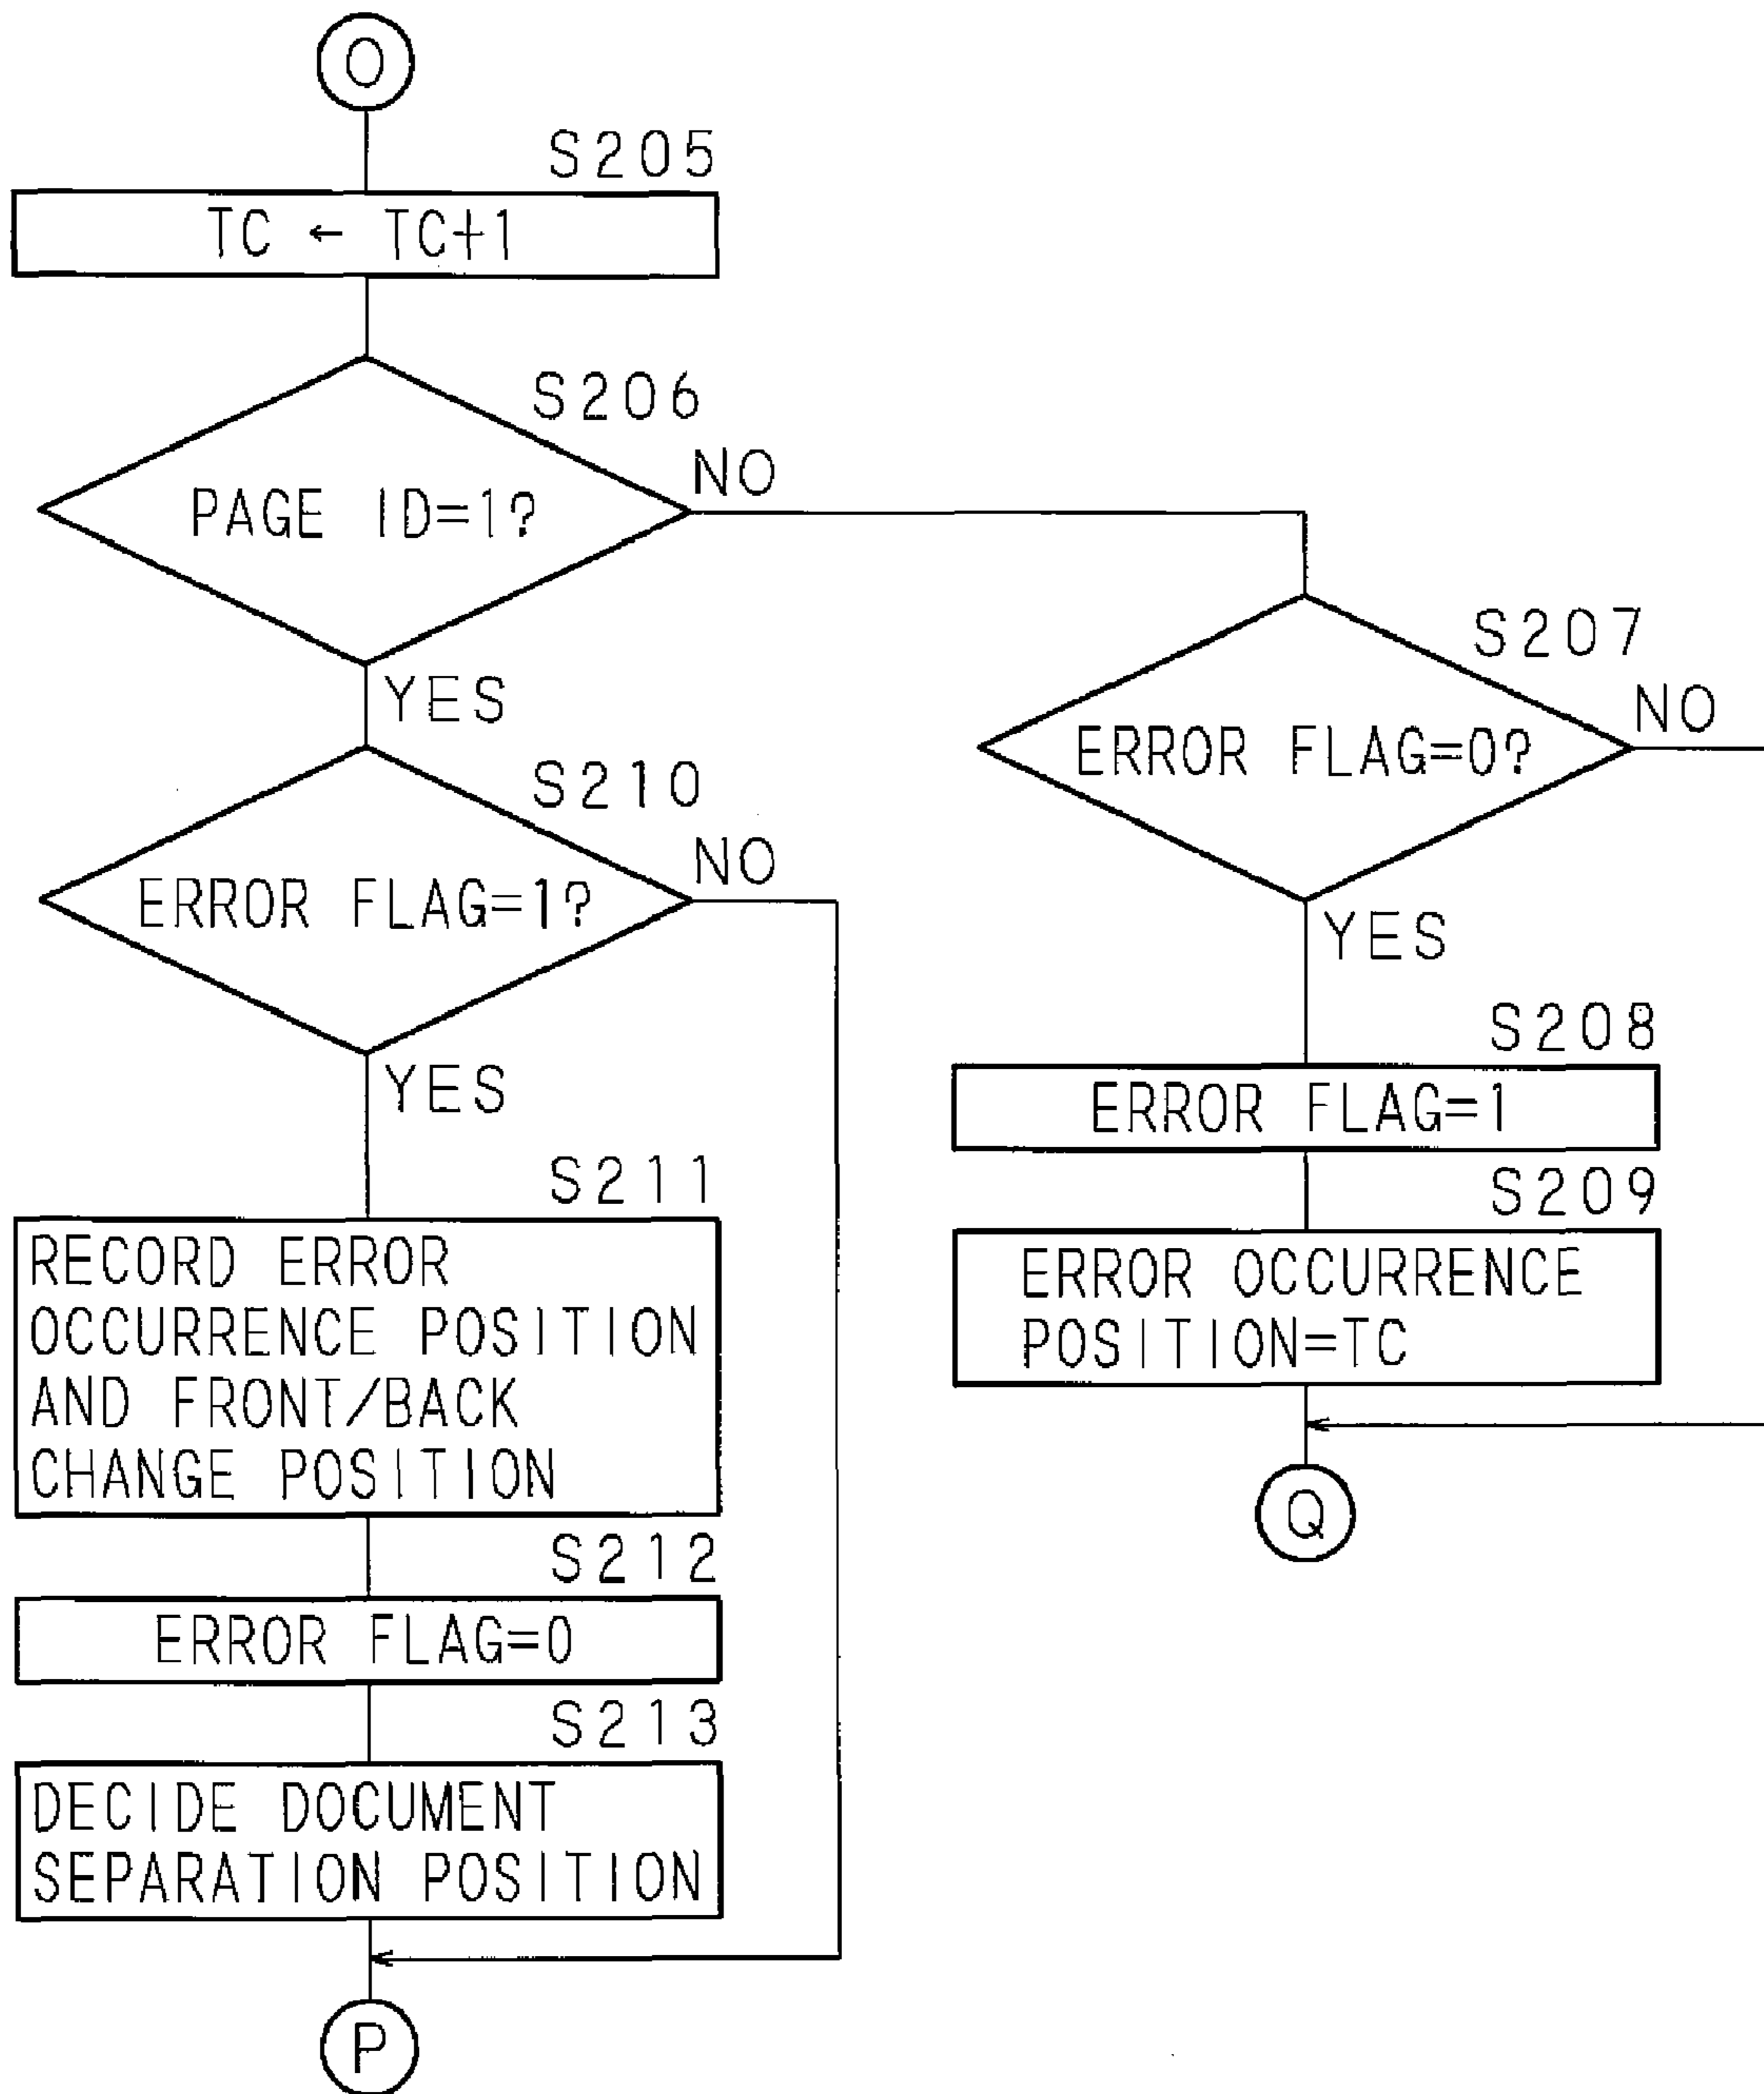 O
S205
TC ← TC+1
S206
PAGE ID=1?
NO
YES
S207
ERROR FLAG=0?
NO
YES
S210
ERROR FLAG=1?
NO
YES
S208
ERROR FLAG=1
S209
ERROR OCCURRENCE
POSITION=TC
Q
S211
RECORD ERROR
OCCURRENCE POSITION
AND FRONT/BACK
CHANGE POSITION
S212
ERROR FLAG=0
S213
DECIDE DOCUMENT
SEPARATION POSITION
P